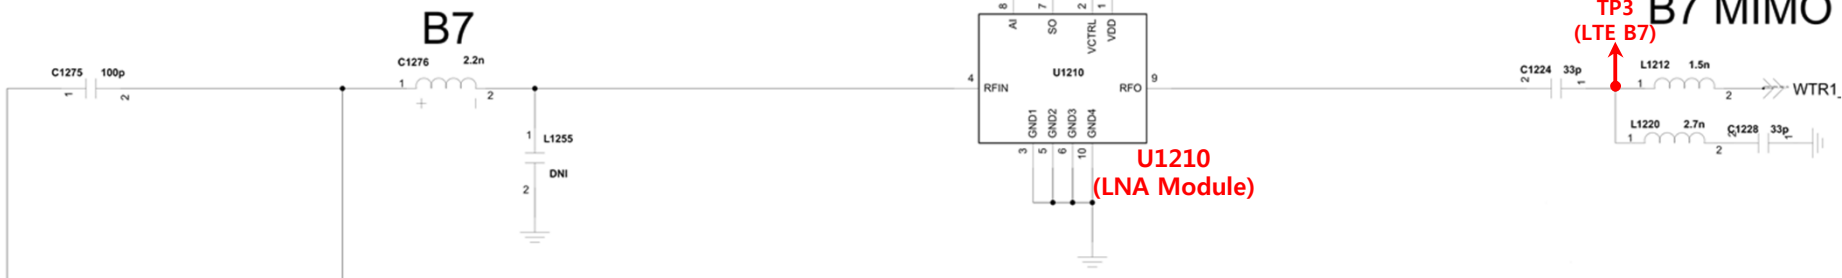 B7
B7 MIMO
TP3
(LTE B7)
8
7
2
1
AI
SO
VCTRL
VDD
C1275
100p
1
2
C1276
2.2n
1
2
+
4
RFIN
U1210
RFO
9
GND1
GND2
GND3
GND4
3
5
6
10
1
L1255
DNI
2
U1210
(LNA Module)
C1224
33p
2
1
L1212
1.5n
1
2
WTR1_
L1220
2.7n
1
2
C1228
33p
2
1